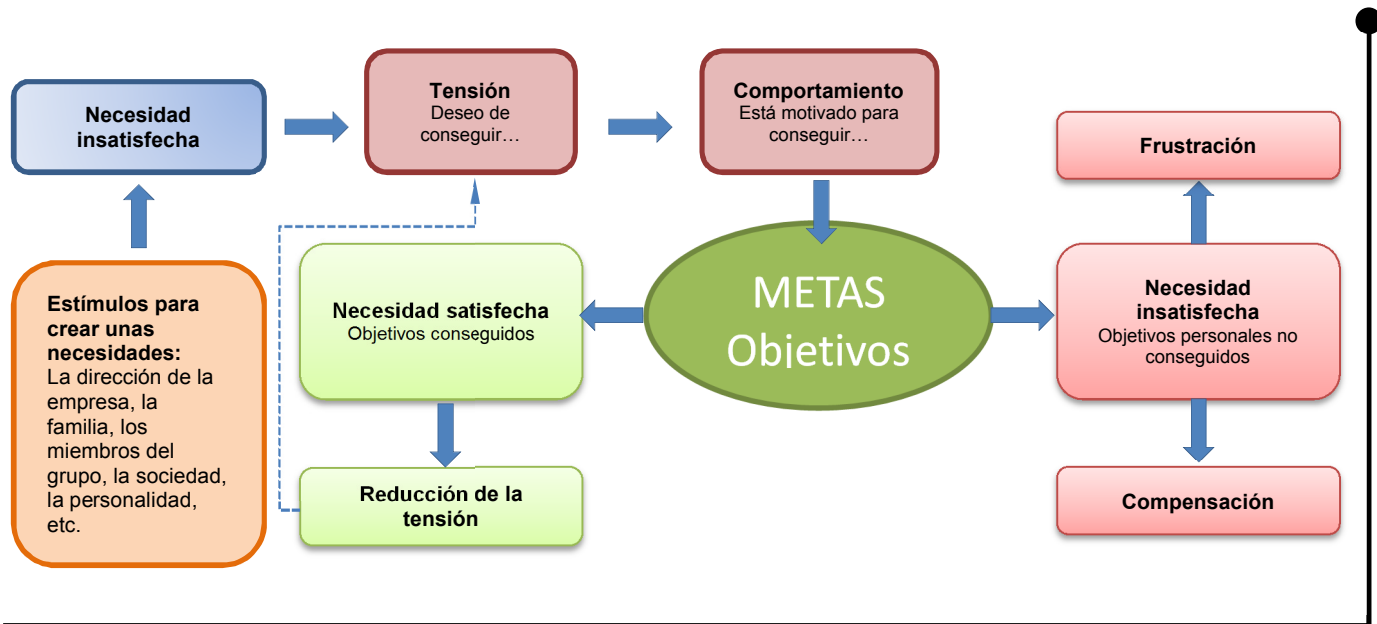 Necesidad
insatisfecha
Tensión
Deseo de
conseguir…
Comportamiento
Está motivado para
conseguir…
Frustración
Estímulos para
crear unas
necesidades:
La dirección de la
empresa, la
familia, los
miembros del
grupo, la sociedad,
la personalidad,
etc.
Necesidad satisfecha
Objetivos conseguidos
METAS
Objetivos
Necesidad
insatisfecha
Objetivos personales no
conseguidos
Reducción de la
tensión
Compensación